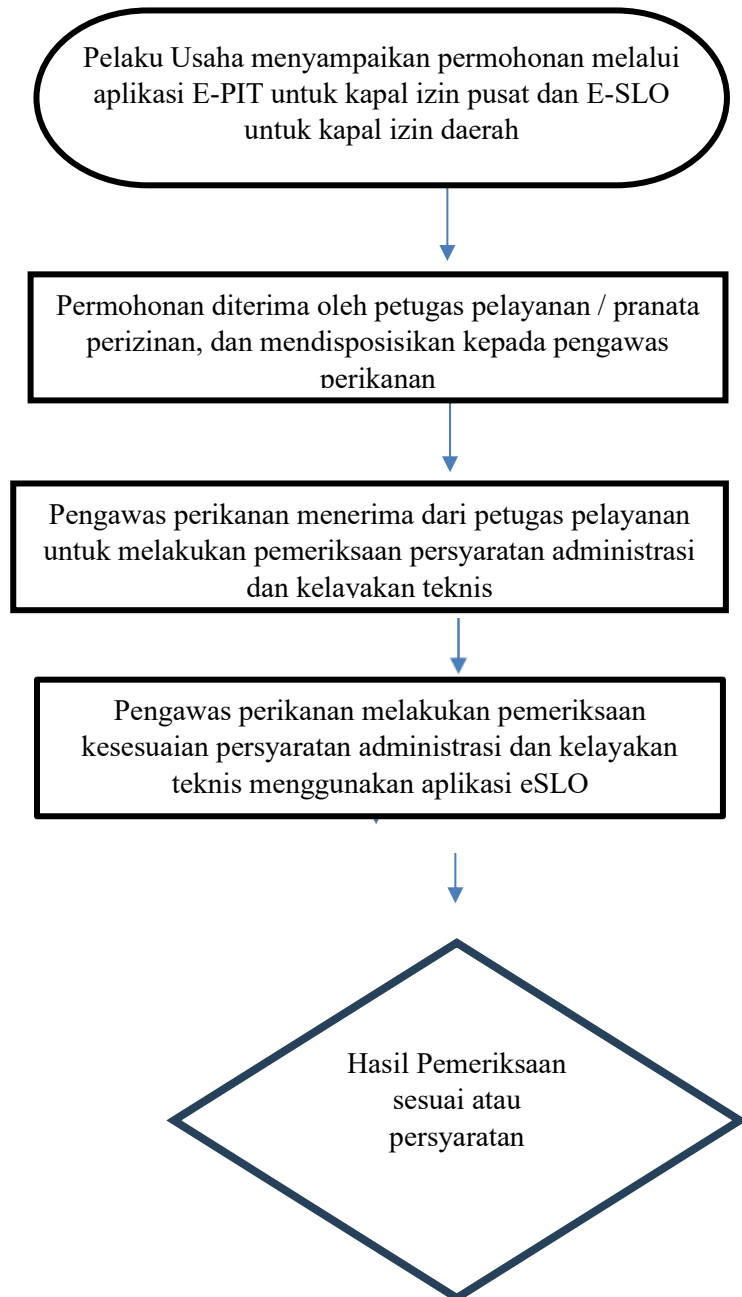 Pelaku Usaha menyampaikan permohonan melalui
aplikasi E-PIT untuk kapal izin pusat dan E-SLO
untuk kapal izin daerah
Permohonan diterima oleh petugas pelayanan / pranata
perizinan, dan mendisposisikan kepada pengawas
perikanan
Pengawas perikanan menerima dari petugas pelayanan
untuk melakukan pemeriksaan persyaratan administrasi
dan kelayakan teknis
Pengawas perikanan melakukan pemeriksaan
kesesuaian persyaratan administrasi dan kelayakan
teknis menggunakan aplikasi eSLO
Hasil Pemeriksaan
sesuai atau
persyaratan